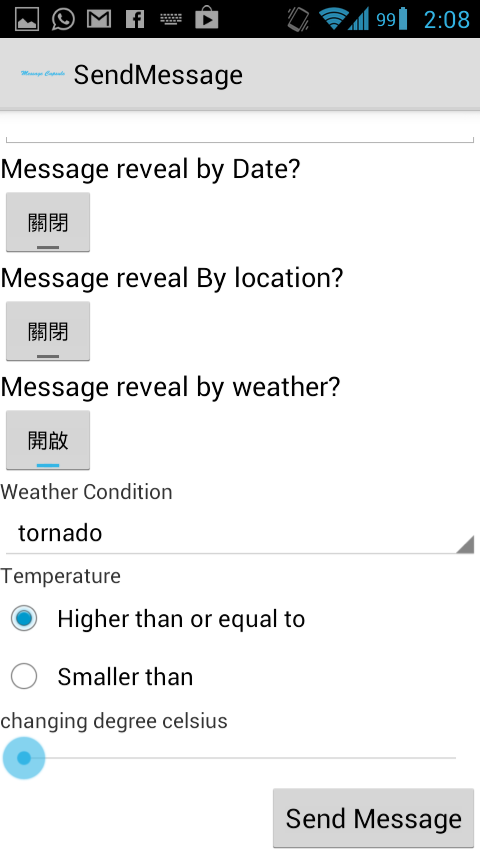 99 2:08
Message Capsule SendMessage
Message reveal by Date?
關閉
Message reveal By location?
關閉
Message reveal by weather?
開啟
Weather Condition
tornado
Temperature
Higher than or equal to
Smaller than
changing degree celsius
Send Message